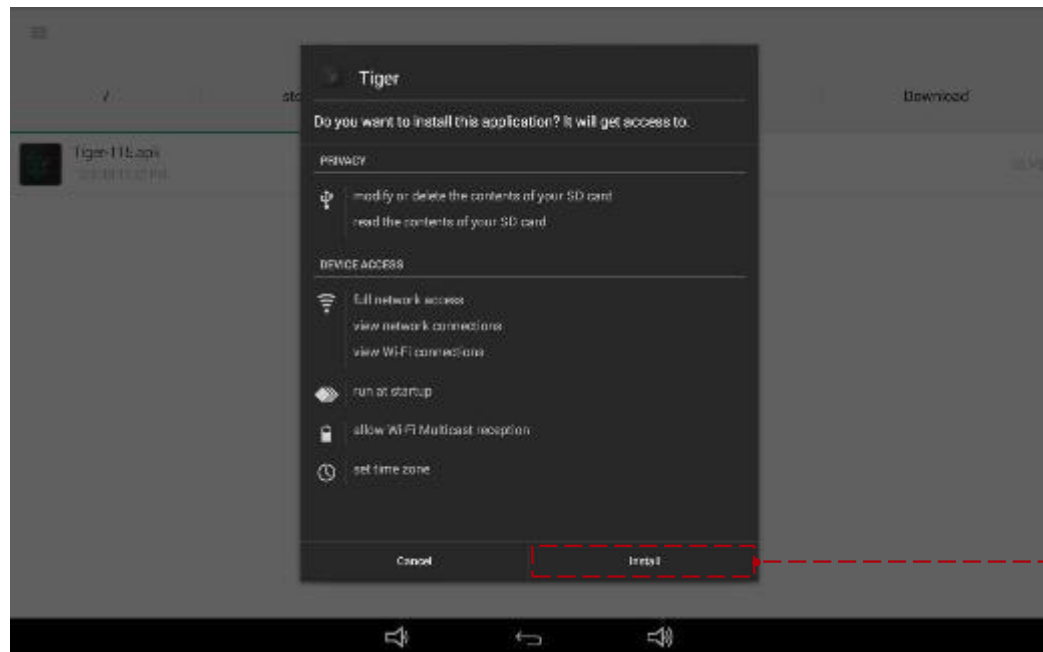 /
Download
Tiger-115.apk
Tiger
Do you want to install this application? It will get access to:
PRIVACY
modify or delete the contents of your SD card
read the contents of your SD card
DEVICE ACCESS
full network access
view network connections
view Wi-Fi connections
run at startup
allow Wi-Fi Multicast reception
set time zone
Cancel
Install